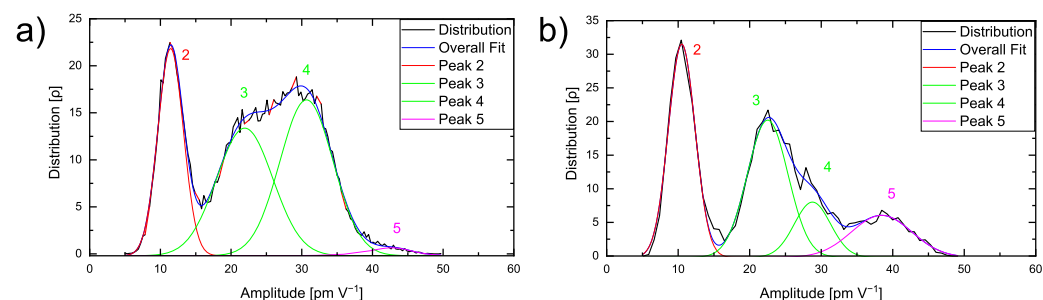 a)
25
20
15
10
5
0
Distribution [ρ]
0
10
20
30
40
50
60
Amplitude [pm V⁻¹]
2
3
4
5
Distribution
Overall Fit
Peak 2
Peak 3
Peak 4
Peak 5
b)
35
30
25
20
15
10
5
0
Distribution [ρ]
0
10
20
30
40
50
60
Amplitude [pm V⁻¹]
2
3
4
5
Distribution
Overall Fit
Peak 2
Peak 3
Peak 4
Peak 5